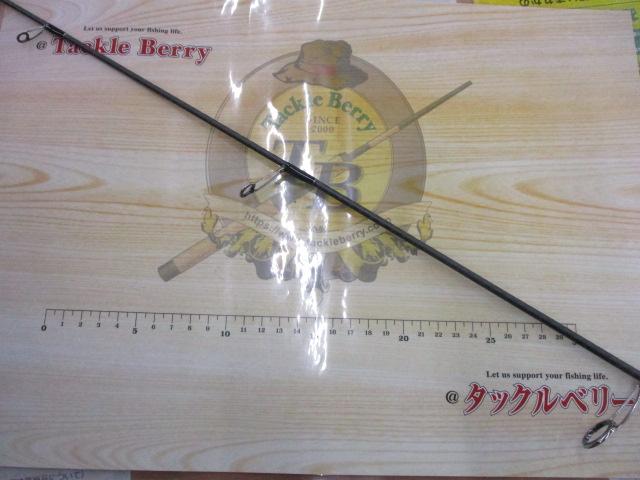 Let us support your fishing life.
@ Tackle Berry
Tackle Berry
SINCE
2000
TB
0 1 2 3 4 5 6 7 8 9 10 11 12 13 14 15 16 17 18 19 20 21 22 23 24 25 26 27 28 29
Let us support your fishing life.
@ タックルベリー